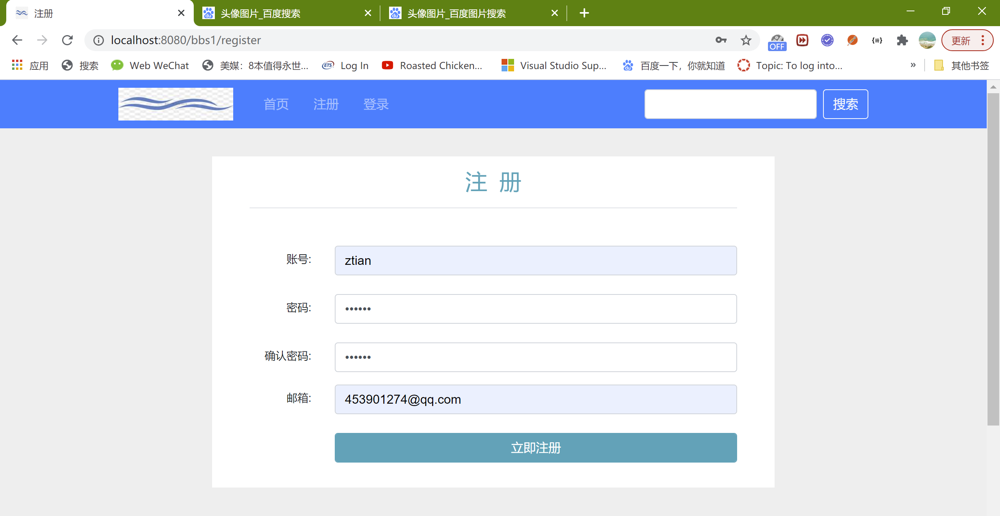 注册
头像图片_百度搜索
头像图片_百度图片搜索
localhost:8080/bbs1/register
OFF
更新
应用
搜索
Web WeChat
美媒：8本值得永世...
ETS
Log In
Roasted Chicken...
Visual Studio Sup...
百度一下，你就知道
Topic: To log into...
»
其他书签
首页
注册
登录
搜索
注 册
账号:
ztian
密码:
••••••
确认密码:
••••••
邮箱:
453901274@qq.com
立即注册